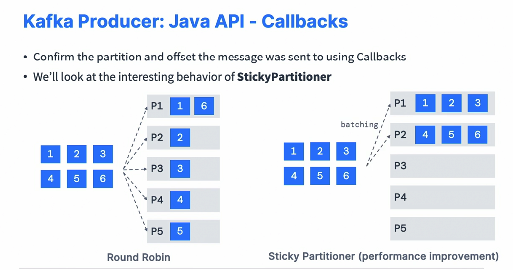 Kafka Producer: Java API - Callbacks
• Confirm the partition and offset the message was sent to using Callbacks
• We'll look at the interesting behavior of StickyPartitioner
1 2 3
4 5 6
P1 1 6
P2 2
P3 3
P4 4
P5 5
Round Robin
1 2 3
4 5 6
batching
P1 1 2 3
P2 4 5 6
P3
P4
P5
Sticky Partitioner (performance improvement)